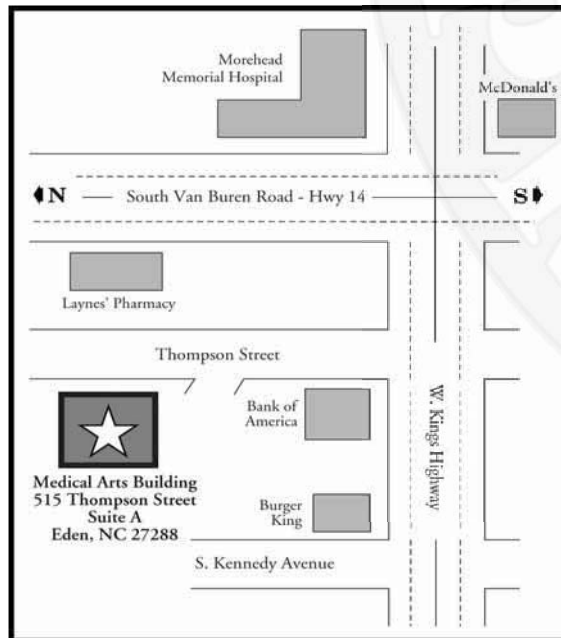 Morehead
Memorial Hospital
McDonald's
N
South Van Buren Road - Hwy 14
S
Laynes' Pharmacy
Thompson Street
Bank of
America
W. Kings Highway
Medical Arts Building
515 Thompson Street
Suite A
Eden, NC 27288
Burger
King
S. Kennedy Avenue